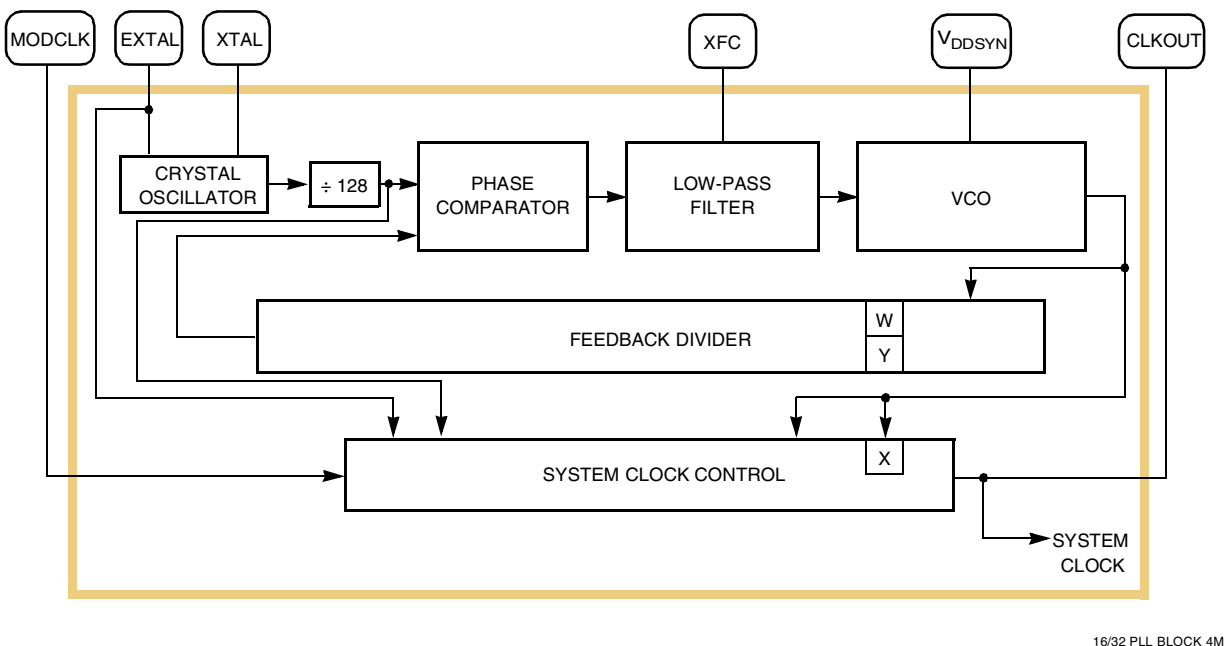 MODCLK
EXTAL
XTAL
XFC
VDDSYN
CLKOUT
CRYSTAL
OSCILLATOR
÷ 128
PHASE
COMPARATOR
LOW-PASS
FILTER
VCO
FEEDBACK DIVIDER
W
Y
SYSTEM CLOCK CONTROL
X
SYSTEM
CLOCK
16/32 PLL BLOCK 4M